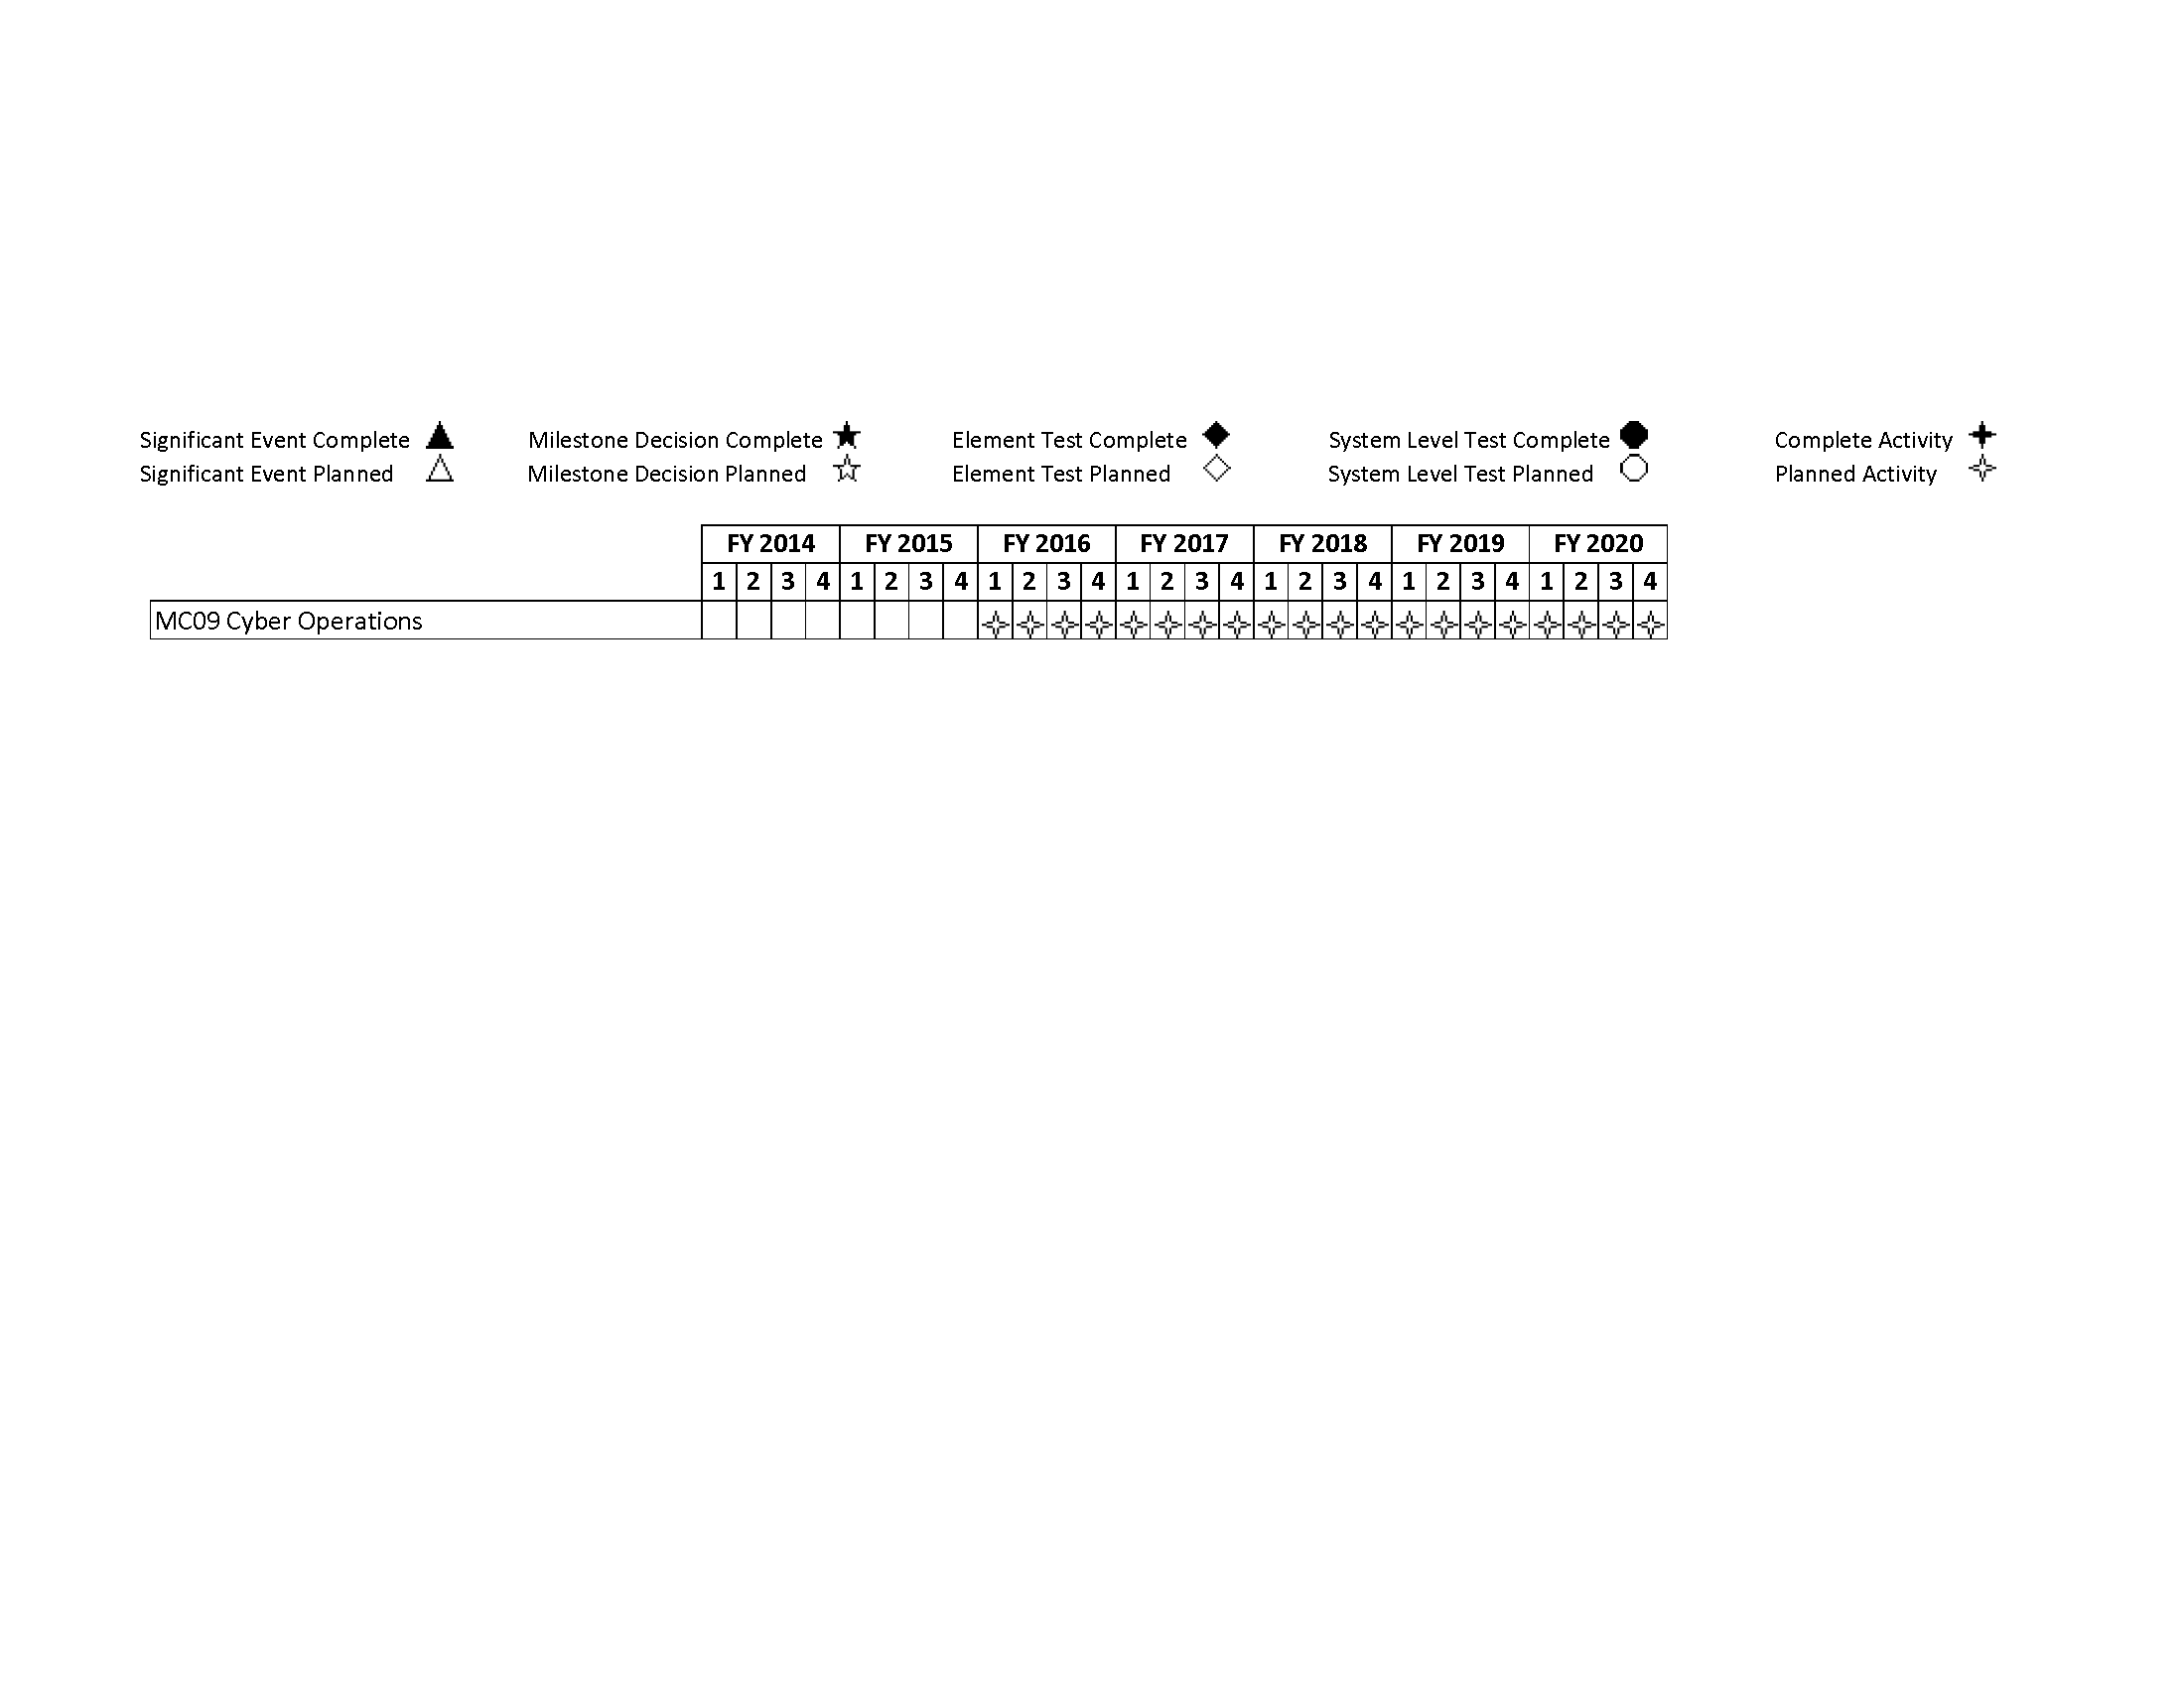 Significant Event Complete Milestone Decision Complete Element Test Complete System Level Test Complete Complete Activity
Significant Event Planned Milestone Decision Planned Element Test Planned System Level Test Planned Planned Activity
FY 2014 FY 2015 FY 2016 FY 2017 FY 2018 FY 2019 FY 2020
1 2 3 4 1 2 3 4 1 2 3 4 1 2 3 4 1 2 3 4 1 2 3 4 1 2 3 4
MC09 Cyber Operations